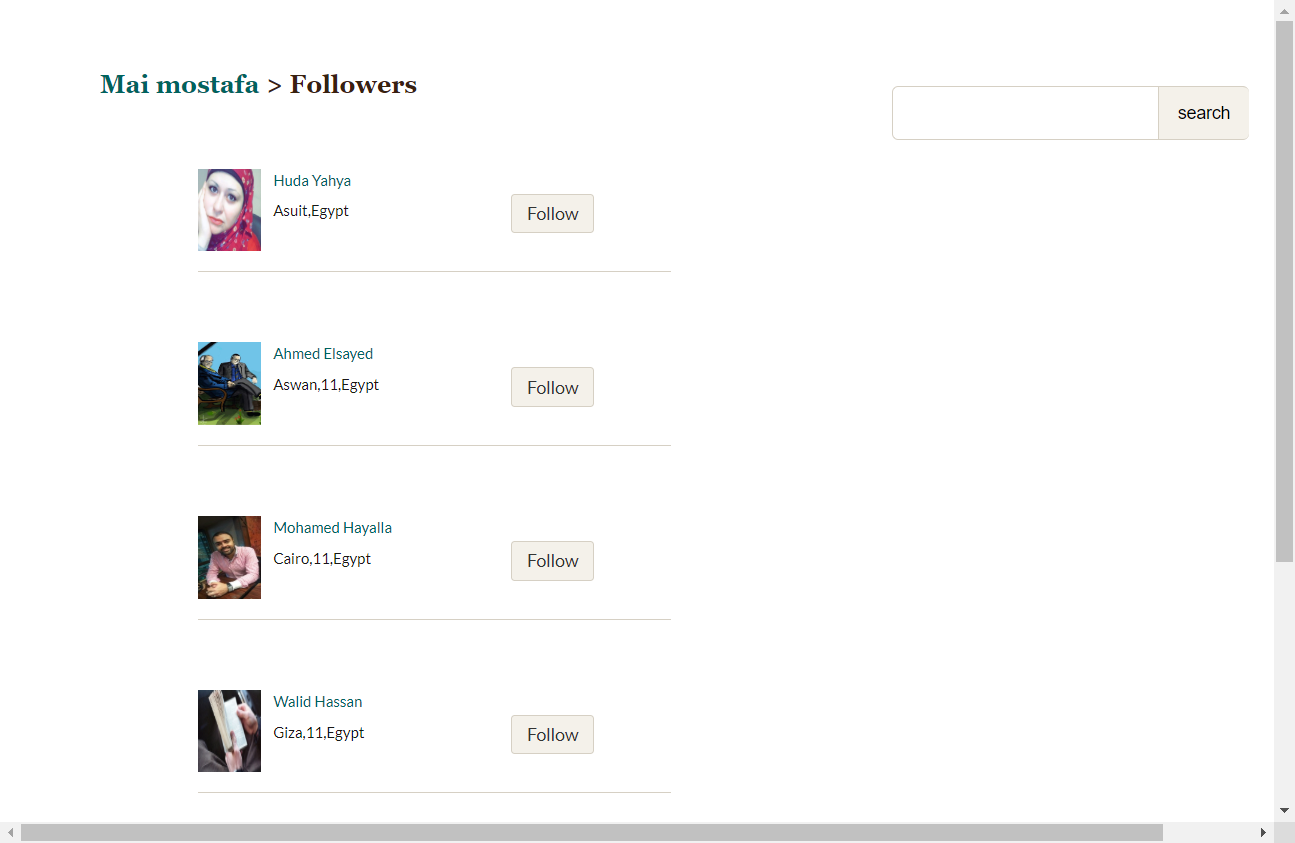 Mai mostafa > Followers
search
Huda Yahya
Asuit,Egypt
Follow
Ahmed Elsayed
Aswan,11,Egypt
Follow
Mohamed Hayalla
Cairo,11,Egypt
Follow
Walid Hassan
Giza,11,Egypt
Follow